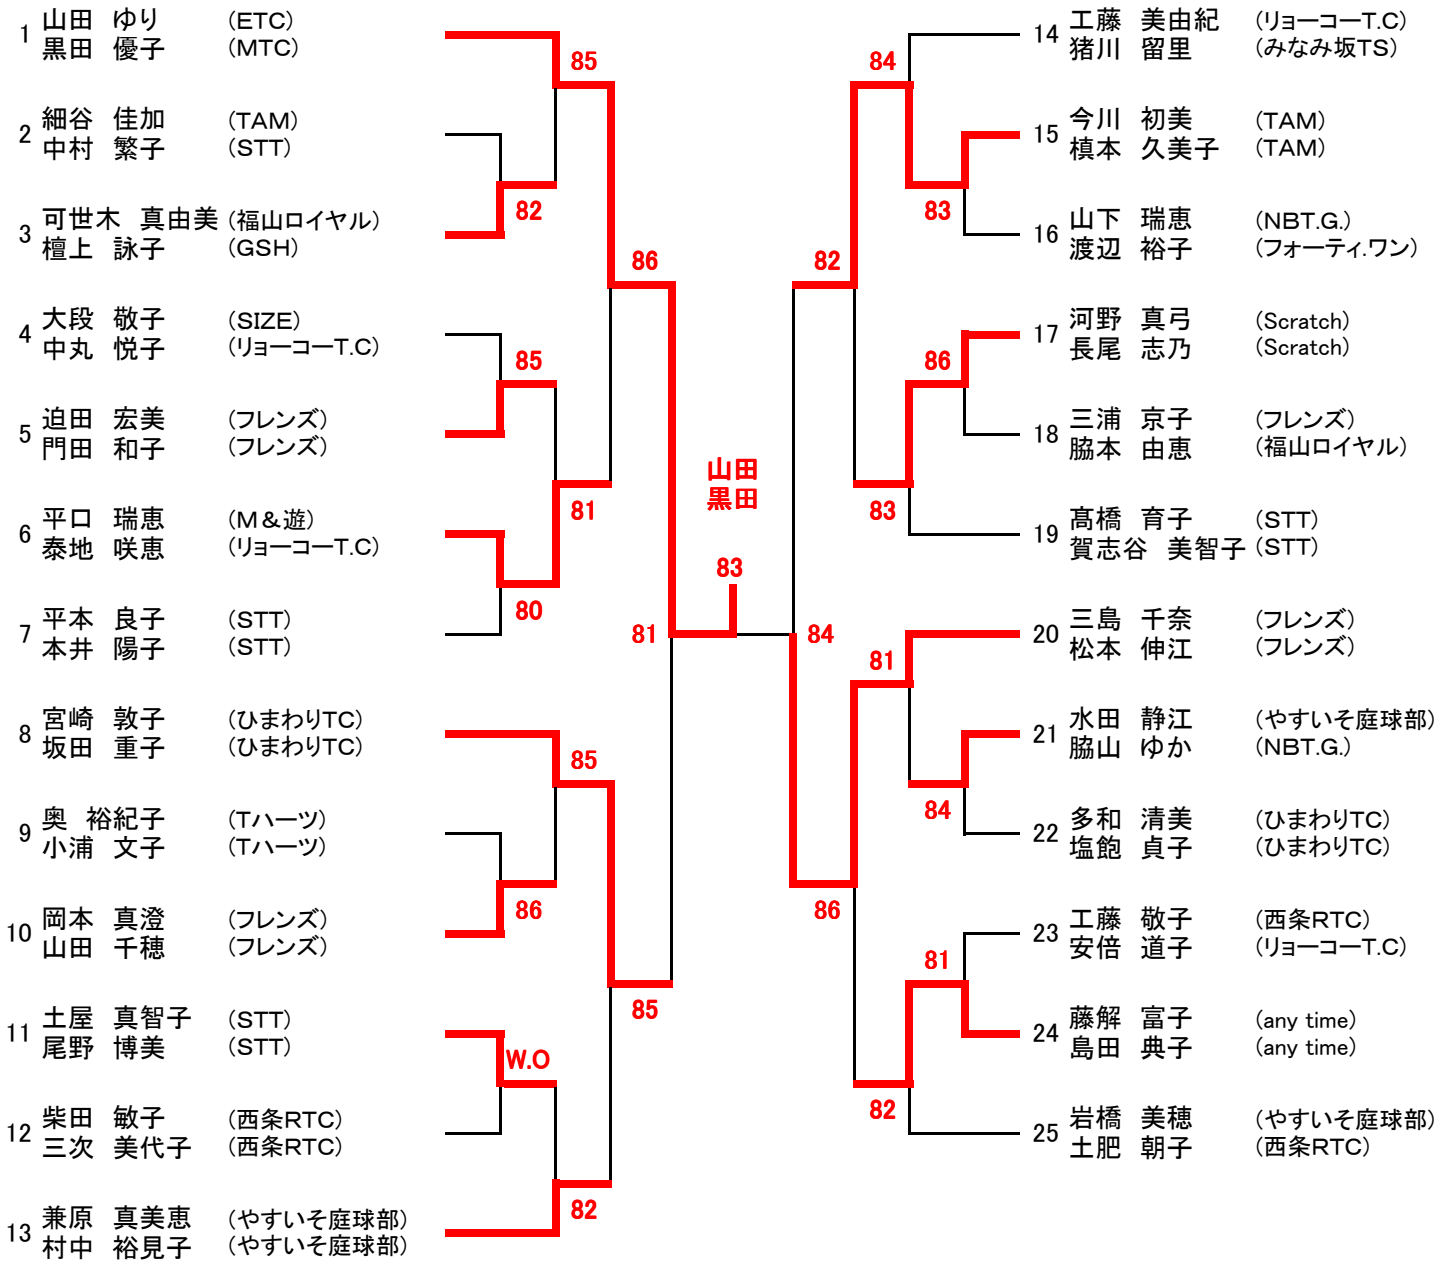 1 山田 ゆり (ETC)
黒田 優子 (MTC)
2 細谷 佳加 (TAM)
中村 繁子 (STT)
3 可世木 真由美 (福山ロイヤル)
檀上 詠子 (GSH)
4 大段 敬子 (SIZE)
中丸 悦子 (リョーコーT.C)
5 迫田 宏美 (フレンズ)
門田 和子 (フレンズ)
6 平口 瑞恵 (M&遊)
泰地 咲恵 (リョーコーT.C)
7 平本 良子 (STT)
本井 陽子 (STT)
8 宮崎 敦子 (ひまわりTC)
坂田 重子 (ひまわりTC)
9 奥 裕紀子 (Tハーツ)
小浦 文子 (Tハーツ)
10 岡本 真澄 (フレンズ)
山田 千穂 (フレンズ)
11 土屋 真智子 (STT)
尾野 博美 (STT)
12 柴田 敏子 (西条RTC)
三次 美代子 (西条RTC)
13 兼原 真美恵 (やすいそ庭球部)
村中 裕見子 (やすいそ庭球部)
85
82
86
85
81
80
81
85
86
85
W.O
82
山田
黒田
83
84
83
82
86
83
84
81
84
86
81
82
14 工藤 美由紀 (リョーコーT.C)
猪川 留里 (みなみ坂TS)
15 今川 初美 (TAM)
槙本 久美子 (TAM)
16 山下 瑞恵 (NBT.G.)
渡辺 裕子 (フォーティ.ワン)
17 河野 真弓 (Scratch)
長尾 志乃 (Scratch)
18 三浦 京子 (フレンズ)
脇本 由恵 (福山ロイヤル)
19 髙橋 育子 (STT)
賀志谷 美智子 (STT)
20 三島 千奈 (フレンズ)
松本 伸江 (フレンズ)
21 水田 静江 (やすいそ庭球部)
脇山 ゆか (NBT.G.)
22 多和 清美 (ひまわりTC)
塩飽 貞子 (ひまわりTC)
23 工藤 敬子 (西条RTC)
安倍 道子 (リョーコーT.C)
24 藤解 富子 (any time)
島田 典子 (any time)
25 岩橋 美穂 (やすいそ庭球部)
土肥 朝子 (西条RTC)